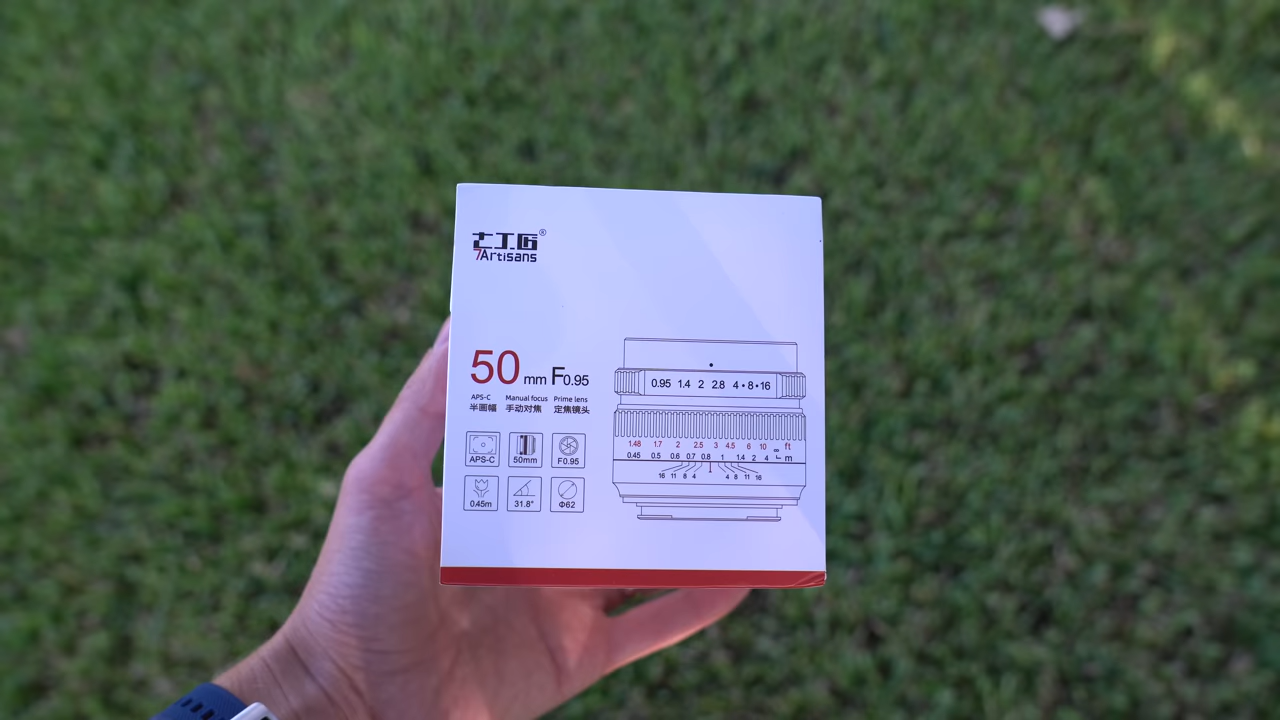 七工匠®
7Artisans
50mm F0.95
APS-C Manual focus Prime lens
半画幅 手动对焦 定焦镜头
APS-C 50mm F0.95
0.45m 31.8° Φ62
0.95 1.4 2 2.8 4•8•16
1.48 1.7 2 2.5 3 4.5 6 10 ∞ ft
0.45 0.5 0.6 0.7 0.8 1 1.4 2 4 m
16 11 8 4 4 8 11 16